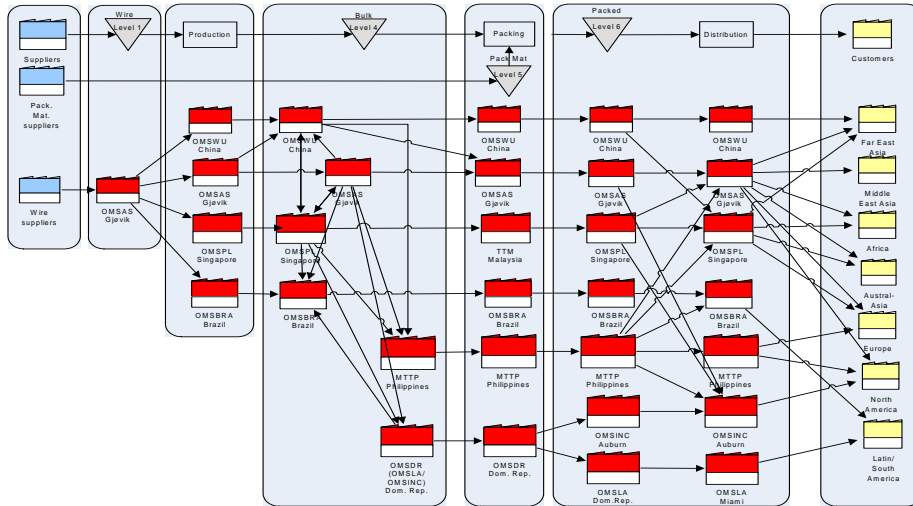 Wire
Bulk
Packed
Level 1
Production
Level 4
Packing
Level 6
Distribution
Suppliers
Customers
Pack Mat
Level 5
Pack.
Mat.
suppliers
OMSWU
China
OMSWU
China
OMSWU
China
OMSWU
China
OMSWU
China
Far East
Asia
Wire
suppliers
OMSAS
Gjøvik
OMSAS
Gjøvik
OMSAS
Gjøvik
OMSAS
Gjøvik
OMSAS
Gjøvik
OMSAS
Gjøvik
Middle
East Asia
OMSPL
Singapore
OMSPL
Singapore
TTM
Malaysia
OMSPL
Singapore
OMSPL
Singapore
Africa
Austral-
Asia
OMSBRA
Brazil
OMSBRA
Brazil
OMSBRA
Brazil
OMSBRA
Brazil
OMSBRA
Brazil
Europe
MTTP
Philippines
MTTP
Philippines
MTTP
Philippines
MTTP
Philippines
North
America
OMSINC
Auburn
OMSINC
Auburn
OMSDR
(OMSLA/
OMSINC)
Dom. Rep.
OMSDR
Dom. Rep.
Latin/
South
America
OMSLA
Dom.Rep.
OMSLA
Miami